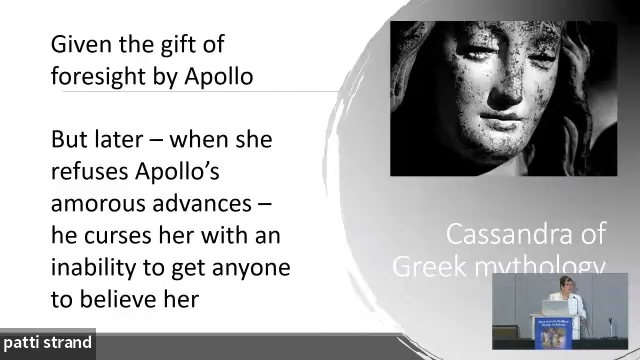 Given the gift of
foresight by Apollo
But later – when she
refuses Apollo's
amorous advances –
he curses her with an
inability to get anyone
to believe her
Cassandra of
Greek mythology
patti strand